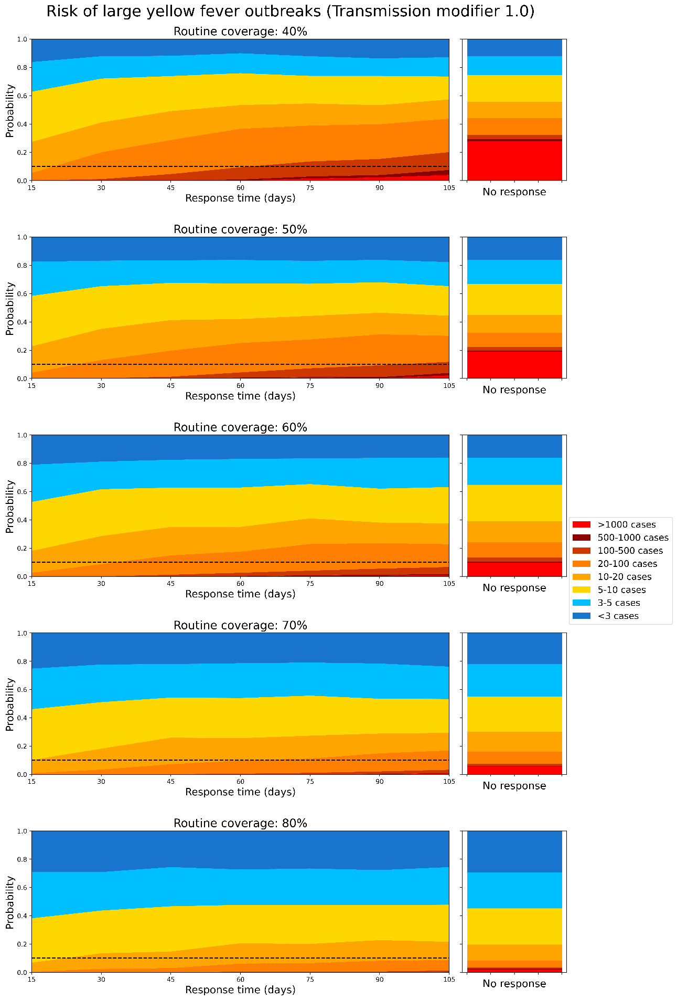 Risk of large yellow fever outbreaks (Transmission modifier 1.0)
Routine coverage: 40%
Probability
1.0
0.8
0.6
0.4
0.2
0.0
15 30 45 60 75 90 105
Response time (days)
No response
Routine coverage: 50%
Probability
1.0
0.8
0.6
0.4
0.2
0.0
15 30 45 60 75 90 105
Response time (days)
No response
Routine coverage: 60%
Probability
1.0
0.8
0.6
0.4
0.2
0.0
15 30 45 60 75 90 105
Response time (days)
No response
>1000 cases
500-1000 cases
100-500 cases
20-100 cases
10-20 cases
5-10 cases
3-5 cases
<3 cases
Routine coverage: 70%
Probability
1.0
0.8
0.6
0.4
0.2
0.0
15 30 45 60 75 90 105
Response time (days)
No response
Routine coverage: 80%
Probability
1.0
0.8
0.6
0.4
0.2
0.0
15 30 45 60 75 90 105
Response time (days)
No response